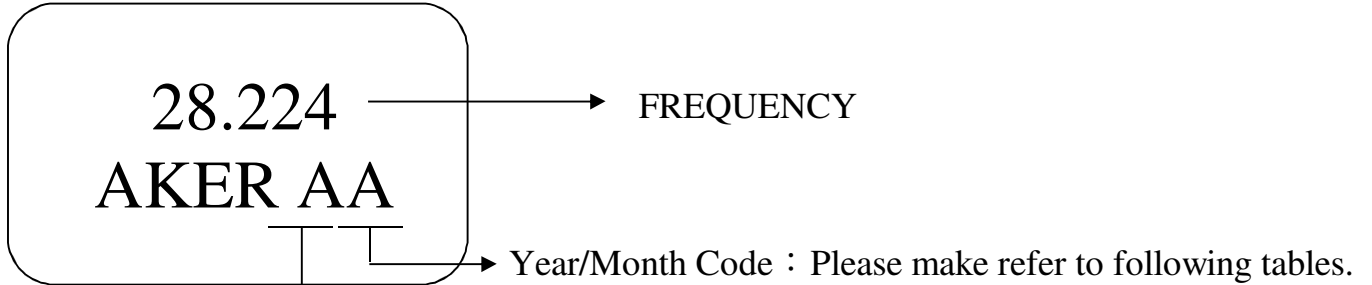 28.224
FREQUENCY
AKER AA
Year/Month Code：Please make refer to following tables.